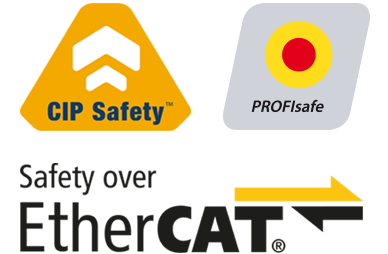 CIP Safety™
PROFIsafe
Safety over
EtherCAT®